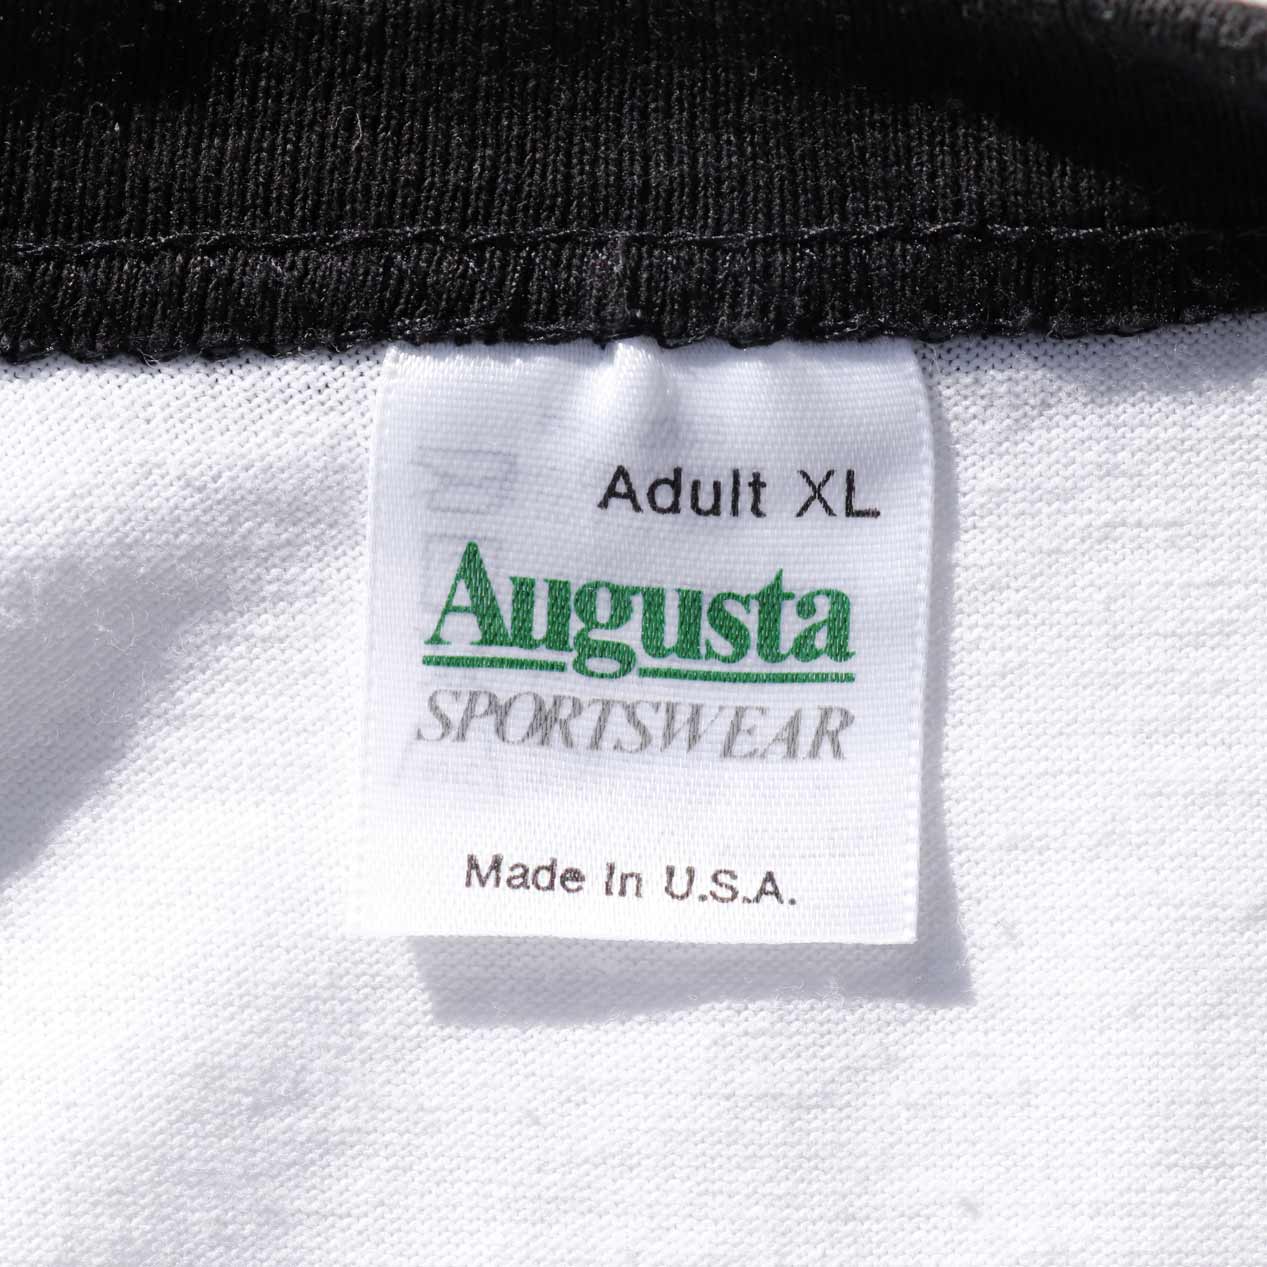 Adult XL
Augusta
SPORTSWEAR
Made In U.S.A.